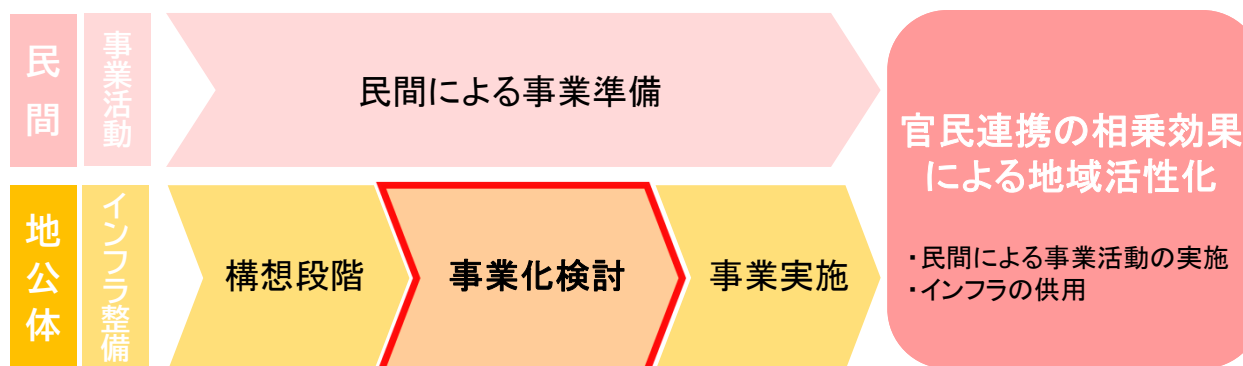 民間
事業活動
民間による事業準備
地公体
インフラ整備
構想段階
事業化検討
事業実施
官民連携の相乗効果
による地域活性化
・民間による事業活動の実施
・インフラの供用